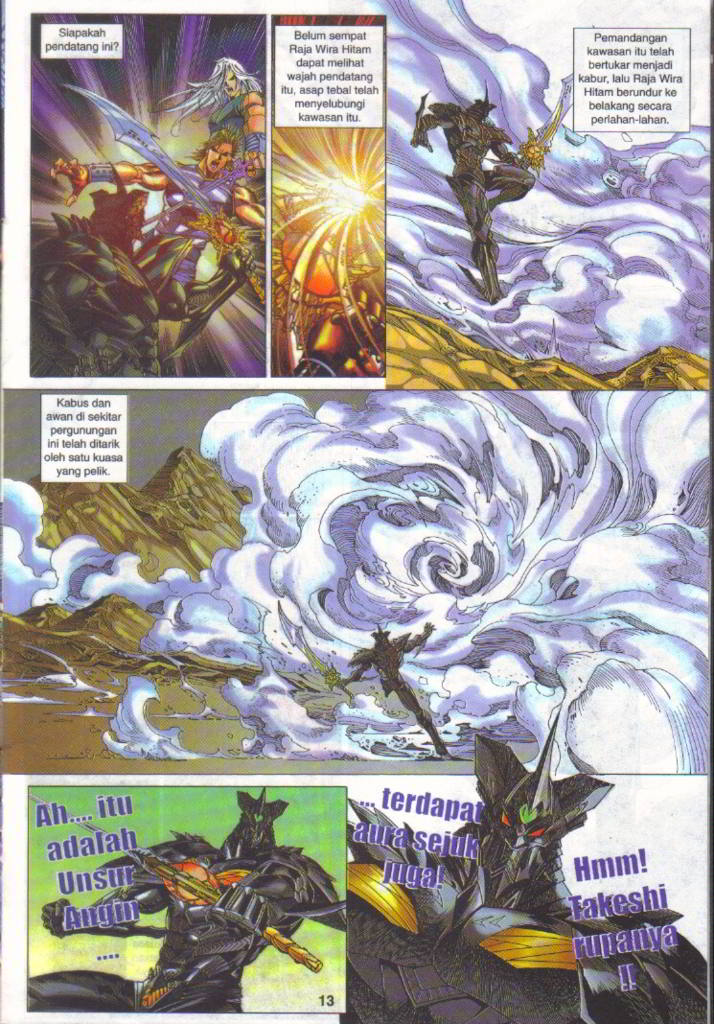 Siapakah
pendatang ini?
Belum sempat
Raja Wira Hitam
dapat melihat
wajah pendatang
itu, asap tebal telah
menyelubungi
kawasan itu.
Pemandangan
kawasan itu telah
bertukar menjadi
kabur, lalu Raja Wira
Hitam berundur ke
belakang secara
perlahan-lahan.
Kabus dan
awan di sekitar
pergunungan
ini telah ditarik
oleh satu kuasa
yang pelik.
Ah.... itu
adalah
Unsur
Angin
....
... terdapat
aura sejuk
juga!
Hmm!
Takeshi
rupanya
!!
13